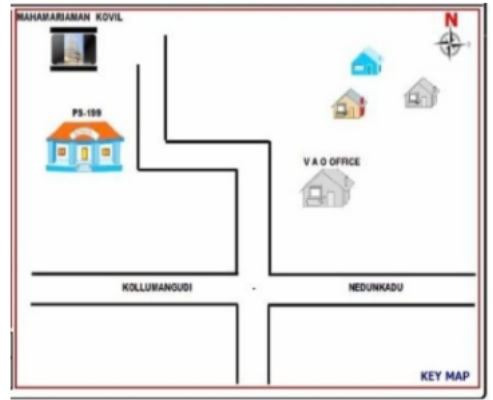 MAHAMARIAMAN KOVIL
N
PS-199
V A O OFFICE
KOLLUMANGUDI - NEDUNKADU
KEY MAP